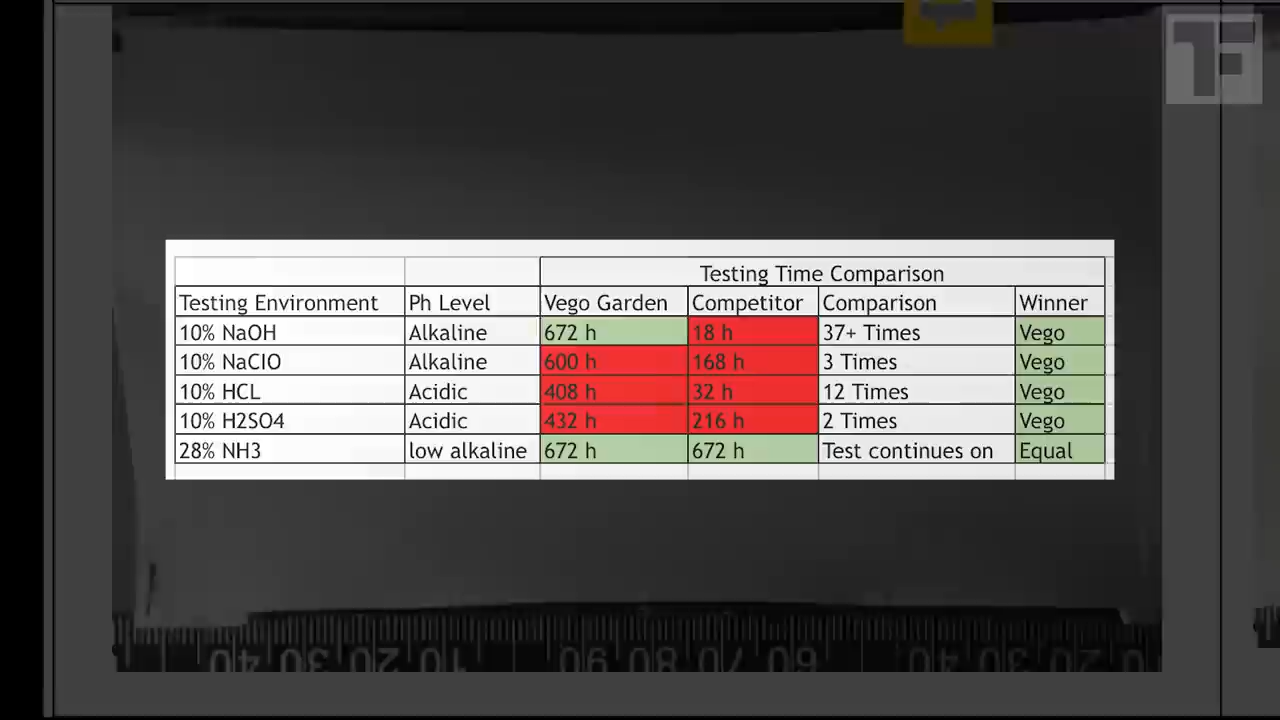 Testing Time Comparison
Testing Environment Ph Level Vego Garden Competitor Comparison Winner
10% NaOH Alkaline 672 h 18 h 37+ Times Vego
10% NaClO Alkaline 600 h 168 h 3 Times Vego
10% HCL Acidic 408 h 32 h 12 Times Vego
10% H2SO4 Acidic 432 h 216 h 2 Times Vego
28% NH3 low alkaline 672 h 672 h Test continues on Equal